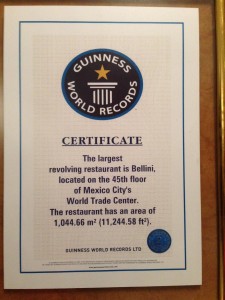 GUINNESS
WORLD RECORDS
CERTIFICATE
The largest
revolving restaurant is Bellini,
located on the 45th floor
of Mexico City's
World Trade Center.
The restaurant has an area of
1,044.66 m² (11,244.58 ft²).
GUINNESS WORLD RECORDS LTD